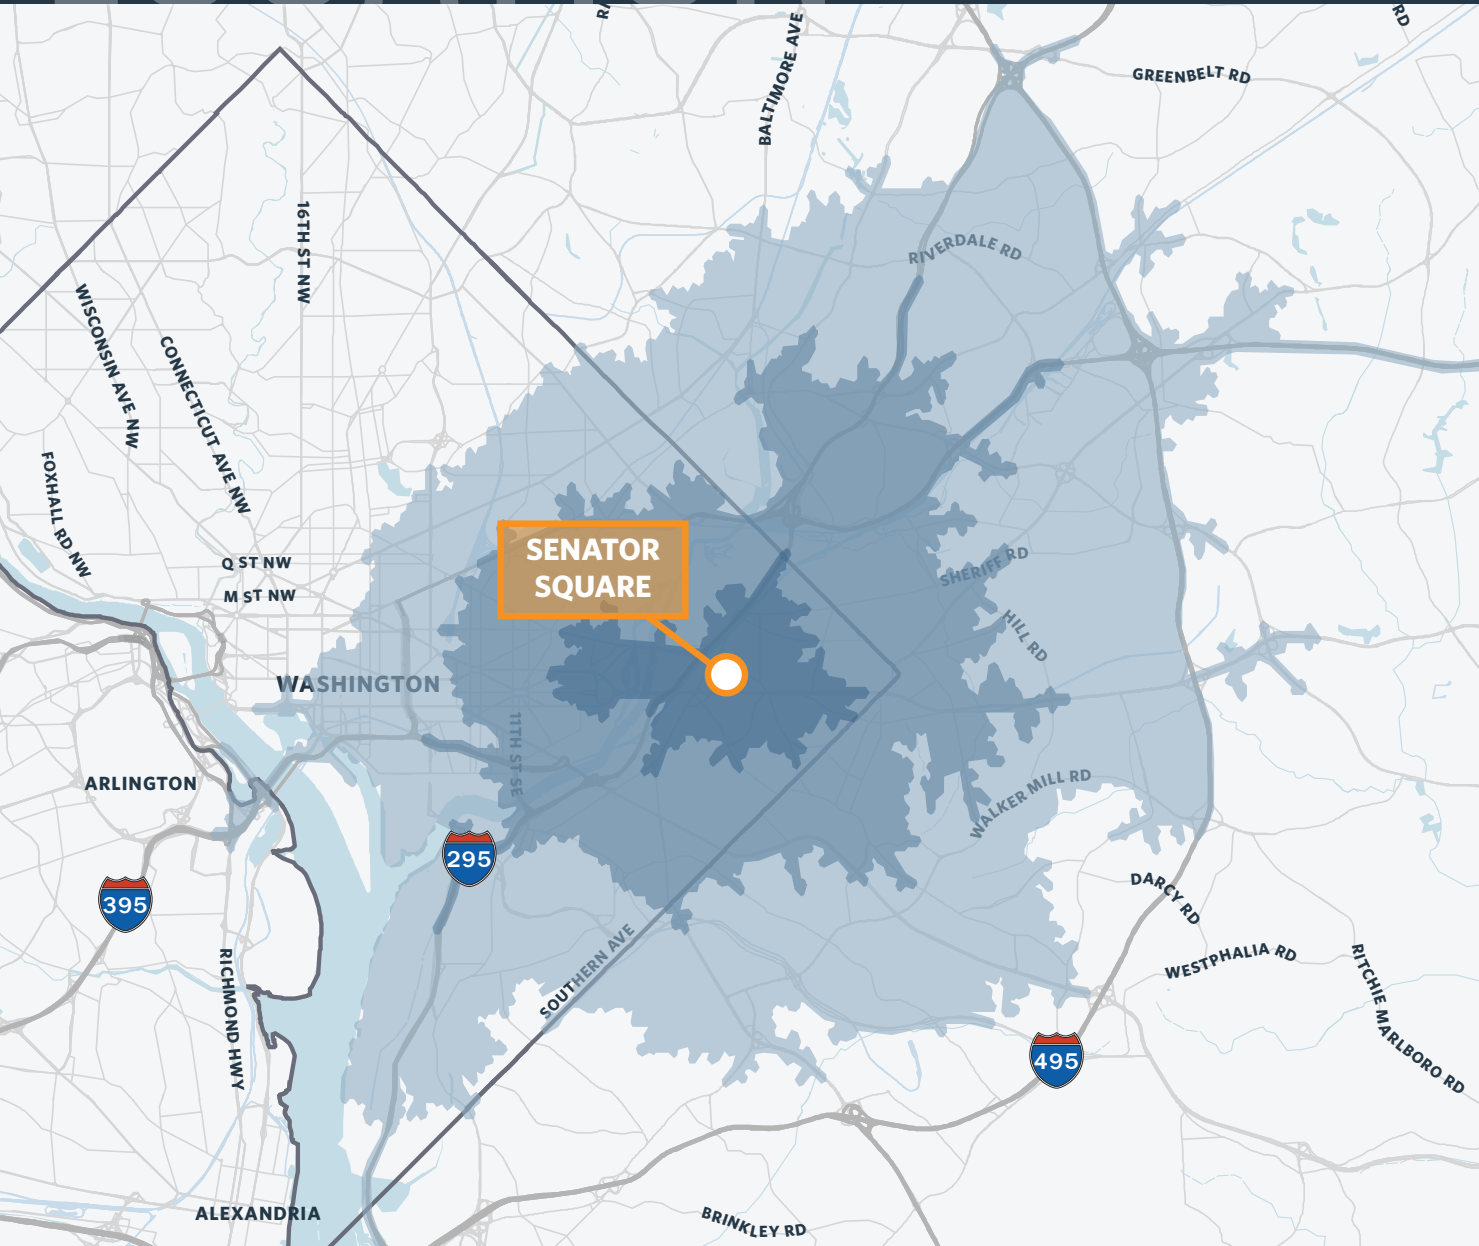 BALTIMORE AVE
RD
GREENBELT RD
16TH ST NW
RIVERDALE RD
WISCONSIN AVE NW
CONNECTICUT AVE NW
FOXHALL RD NW
Q ST NW
M ST NW
SENATOR
SQUARE
SHERIFF RD
HILL RD
WASHINGTON
11TH ST SE
ARLINGTON
WALKER MILL RD
295
395
DARCY RD
SOUTHERN AVE
WESTPHALIA RD
RICHMOND HWY
RITCHIE MARLBORO RD
495
ALEXANDRIA
BRINKLEY RD